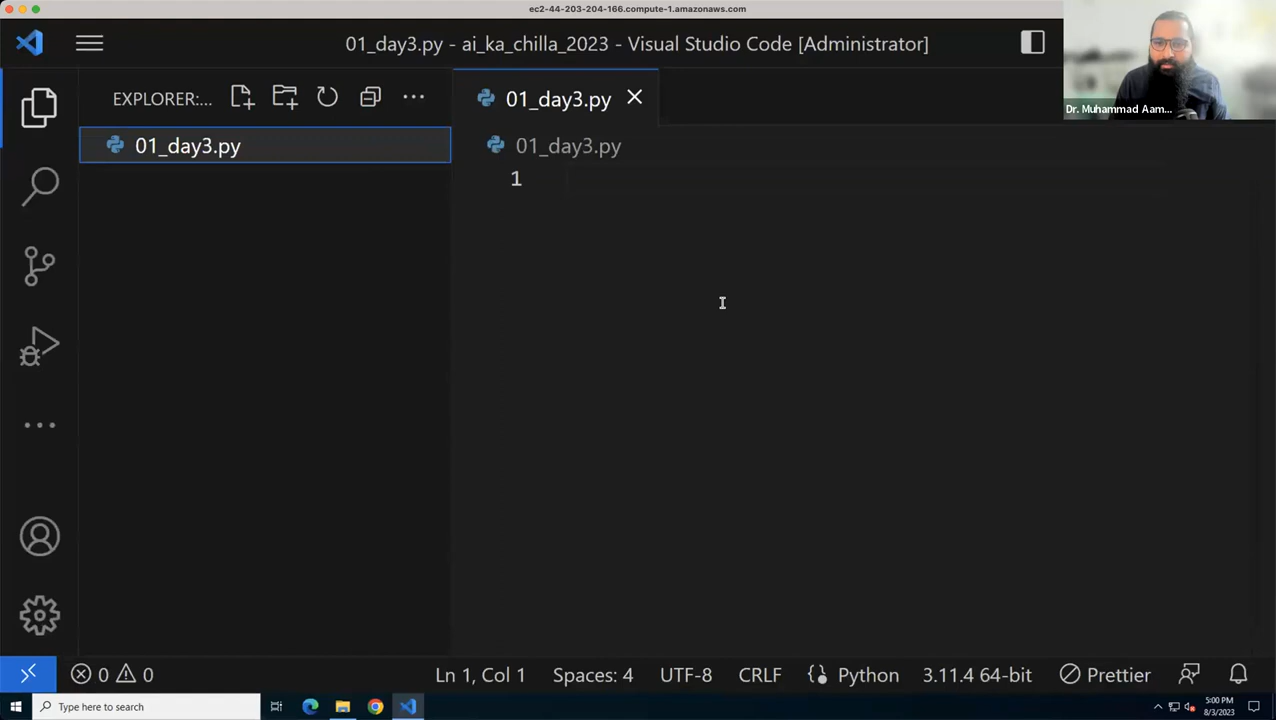 ec2-44-203-204-166.compute-1.amazonaws.com
01_day3.py - ai_ka_chilla_2023 - Visual Studio Code [Administrator]
Dr. Muhammad Aam...
EXPLORER:...
01_day3.py
01_day3.py
01_day3.py
1
0 0
Ln 1, Col 1
Spaces: 4
UTF-8
CRLF
Python
3.11.4 64-bit
Prettier
Type here to search
5:00 PM
8/3/2023